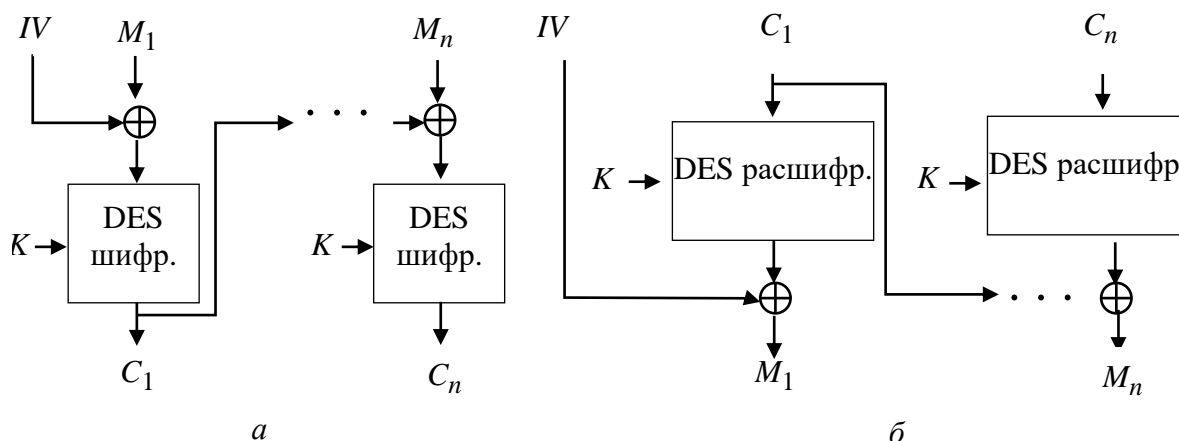 IV M₁ Mₙ IV C₁ Cₙ
DES расшифр. DES расшифр
K K
DES
шифр.
DES
шифр.
K K
M₁ Mₙ
C₁ Cₙ
а б